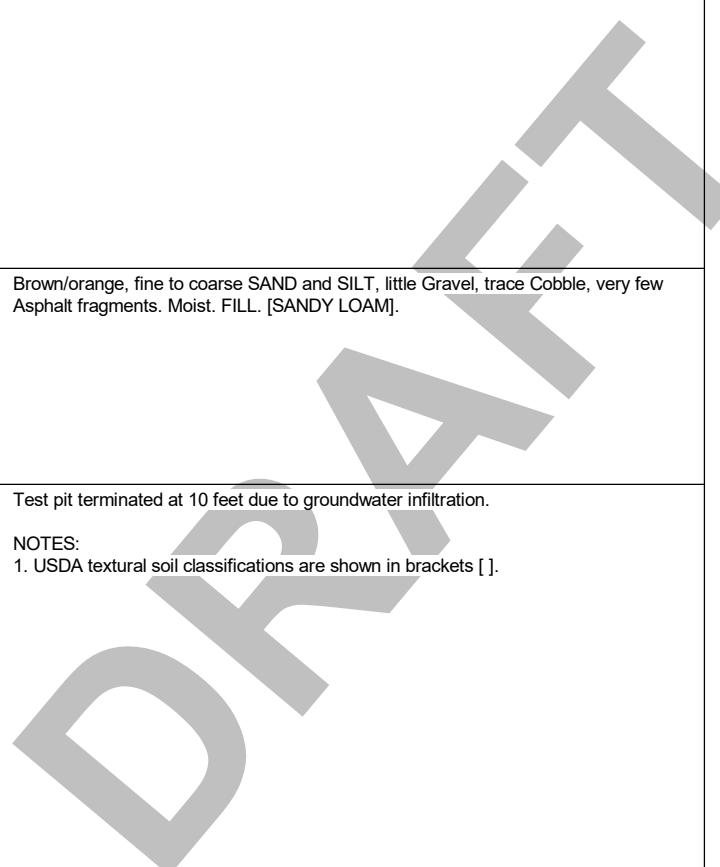 Brown/orange, fine to coarse SAND and SILT, little Gravel, trace Cobble, very few
Asphalt fragments. Moist. FILL. [SANDY LOAM].
Test pit terminated at 10 feet due to groundwater infiltration.
NOTES:
1. USDA textural soil classifications are shown in brackets [ ].
DRAFT